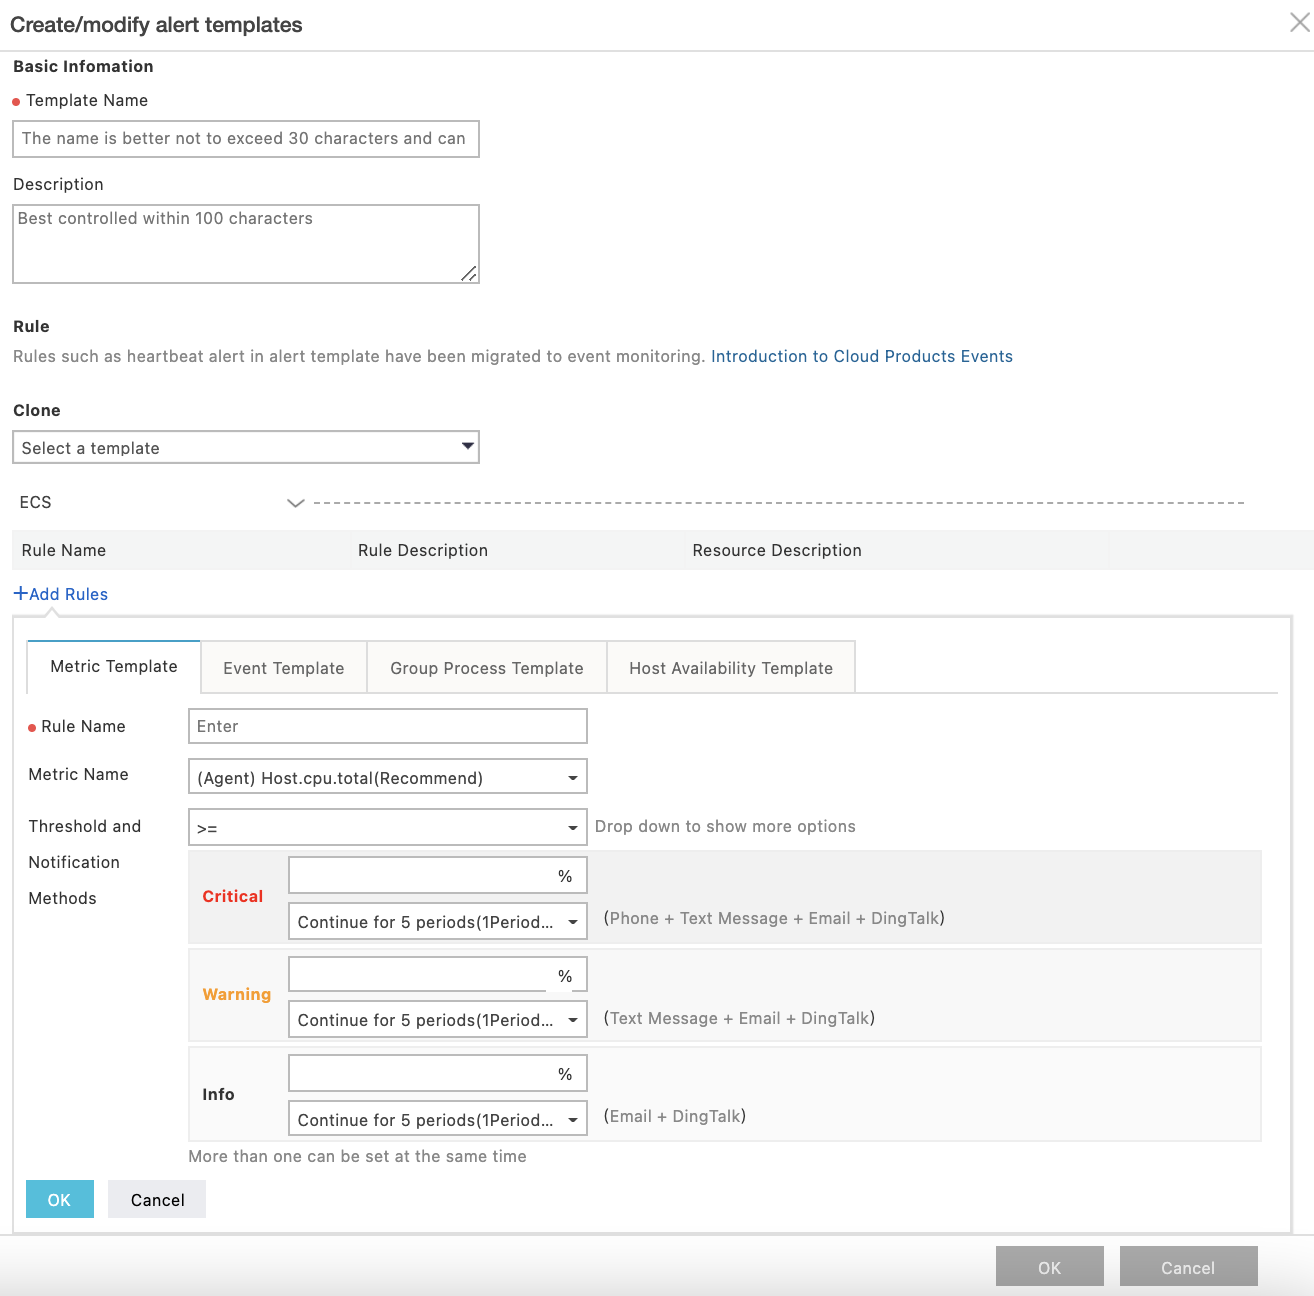 Create/modify alert templates
Basic Infomation
Template Name
The name is better not to exceed 30 characters and can
Description
Best controlled within 100 characters
Rule
Rules such as heartbeat alert in alert template have been migrated to event monitoring. Introduction to Cloud Products Events
Clone
Select a template
ECS
Rule Name Rule Description Resource Description
+Add Rules
Metric Template Event Template Group Process Template Host Availability Template
Rule Name Enter
Metric Name (Agent) Host.cpu.total(Recommend)
Threshold and >= Drop down to show more options
Notification
Methods
Critical
%
Continue for 5 periods(1Period... (Phone + Text Message + Email + DingTalk)
Warning
%
Continue for 5 periods(1Period... (Text Message + Email + DingTalk)
Info
%
Continue for 5 periods(1Period... (Email + DingTalk)
More than one can be set at the same time
OK Cancel
OK Cancel